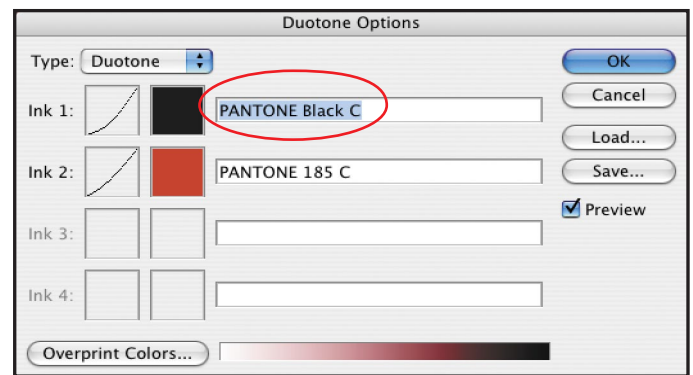 Duotone Options
Type: Duotone
OK
Ink 1: PANTONE Black C
Cancel
Load...
Ink 2: PANTONE 185 C
Save...
Preview
Ink 3:
Ink 4:
Overprint Colors...